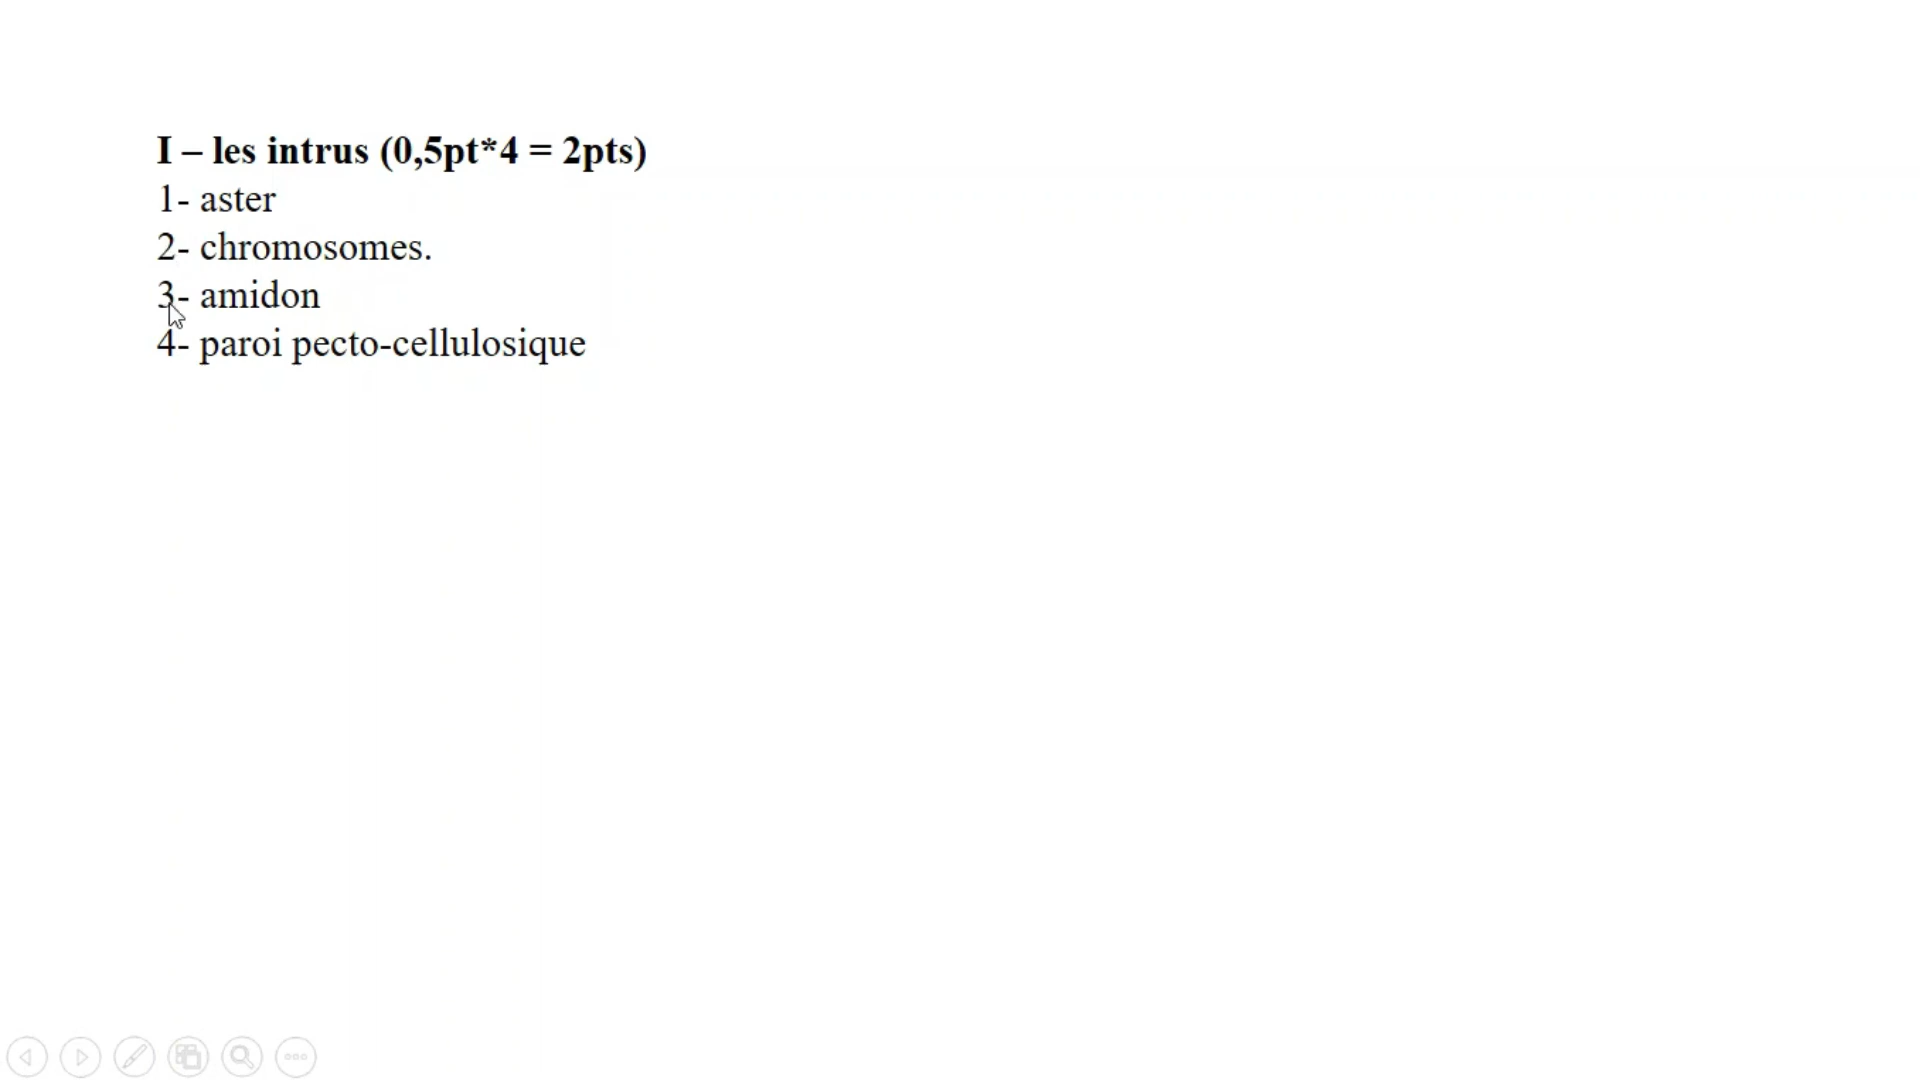 I – les intrus (0,5pt*4 = 2pts)
1- aster
2- chromosomes.
3- amidon
4- paroi pecto-cellulosique